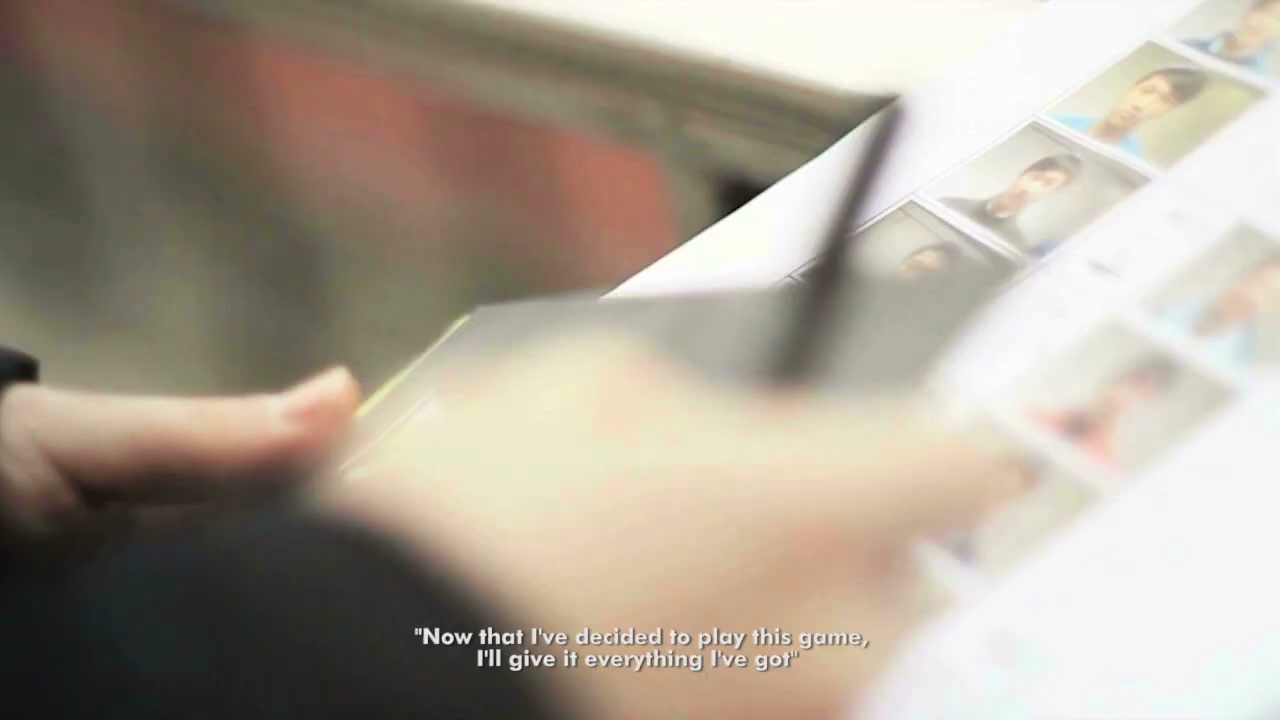 "Now that I've decided to play this game,
I'll give it everything I've got"